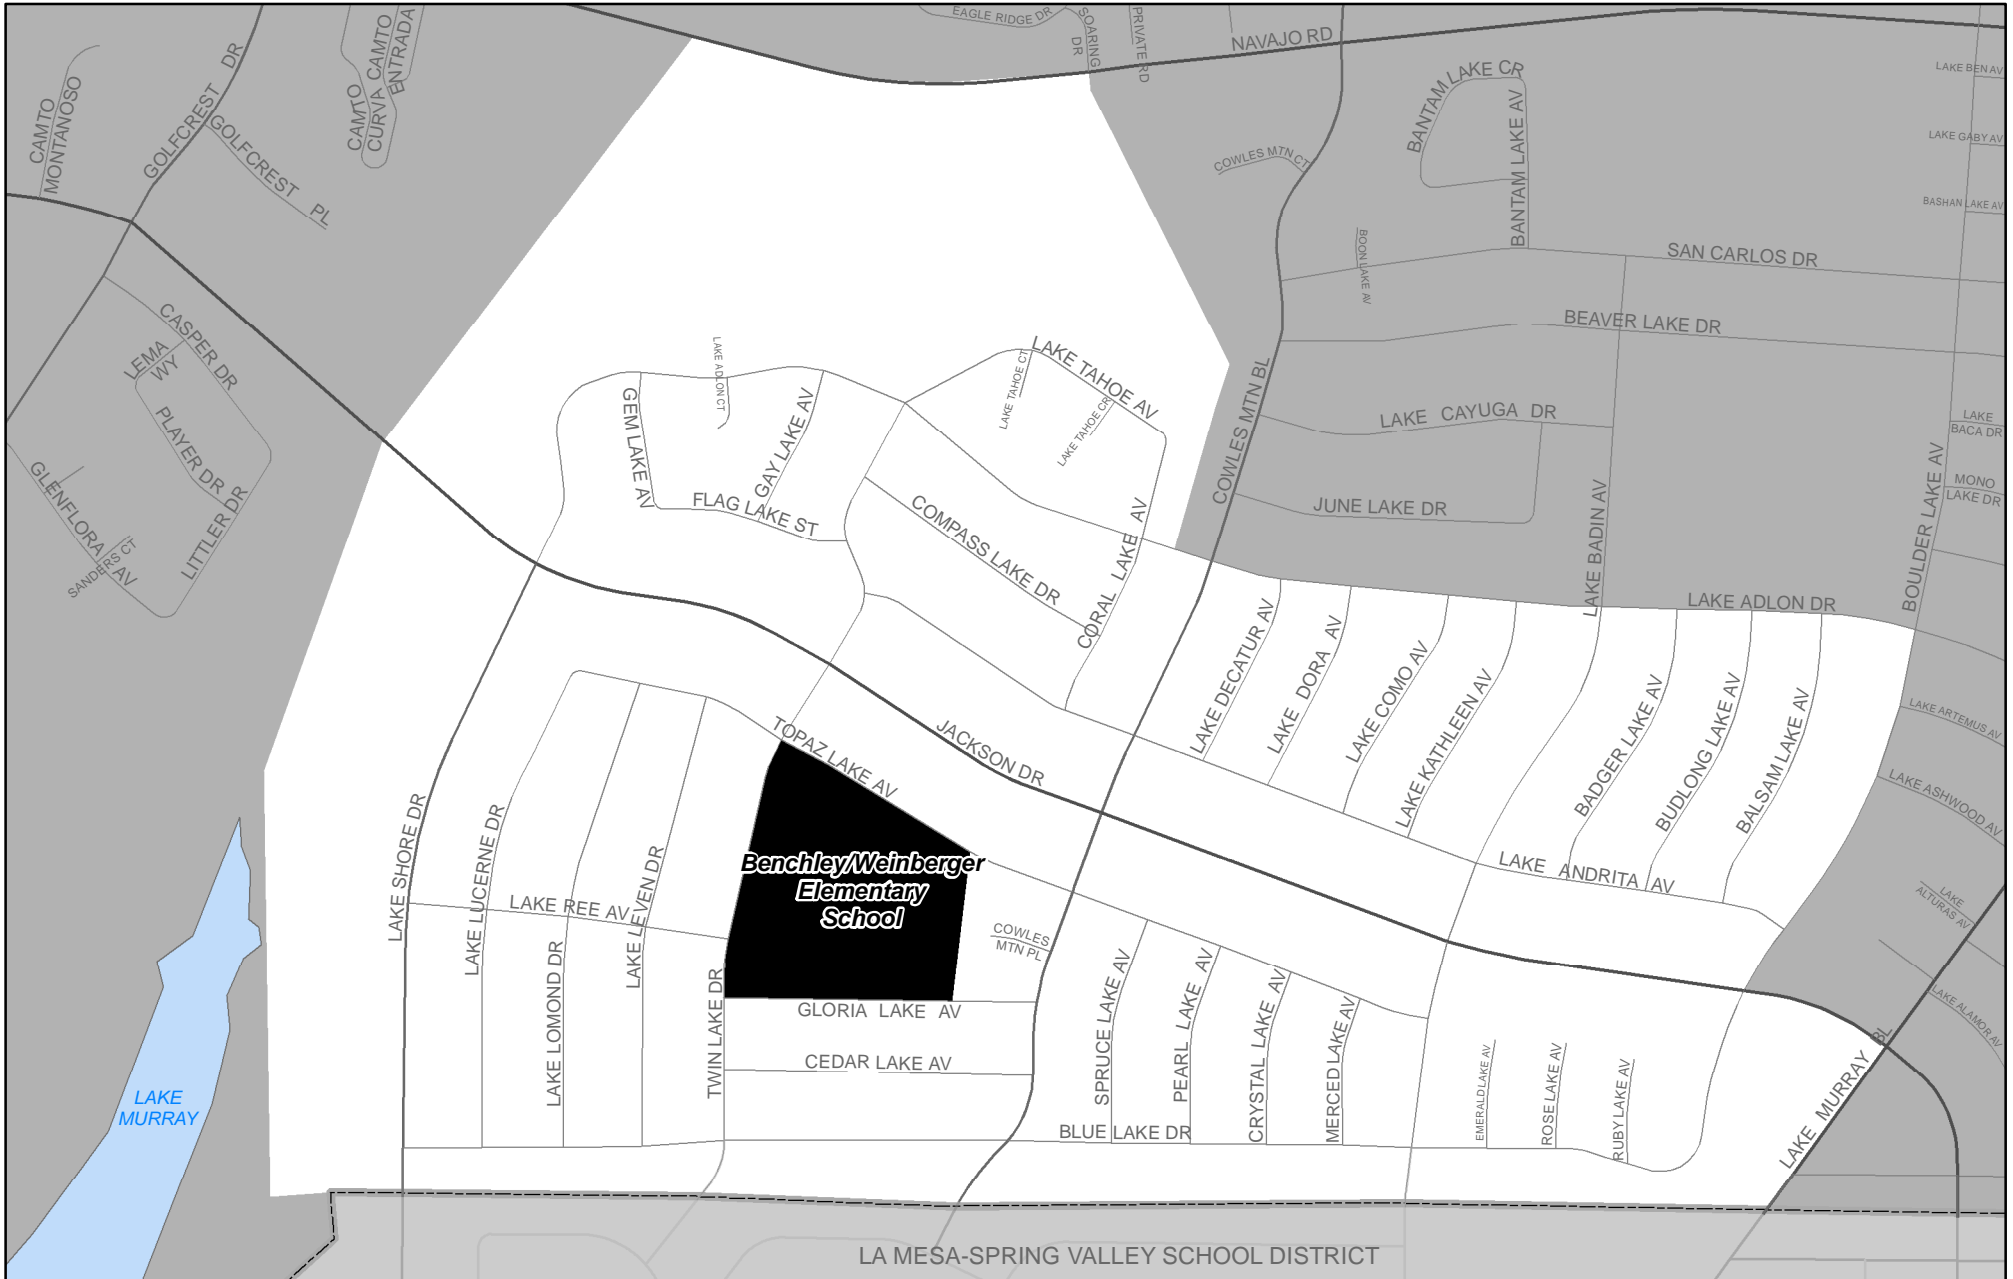 EAGLE RIDGE DR
SOARING
DR
PRIVATE RD
NAVAJO RD
CAMTO
MONTANOSO
GOLFCREST DR
GOLFCREST PL
CAMTO
CURVA
CAMTO
ENTRADA
BANTAM LAKE CR
BANTAM LAKE AV
COWLES MTN CT
LAKE BEN AV
LAKE GABY AV
BASHAN LAKE AV
BOON LAKE AV
SAN CARLOS DR
BEAVER LAKE DR
CASPER DR
LEMA
WY
PLAYER DR
LITTLER DR
GLENFLORA AV
SANDERS CT
LAKE ADLON CT
GEM LAKE AV
GAY LAKE AV
FLAG LAKE ST
LAKE TAHOE AV
LAKE TAHOE CT
LAKE TAHOE CR
COWLES MTN BL
LAKE CAYUGA DR
LAKE
BACA DR
MONO
LAKE DR
JUNE LAKE DR
LAKE BADIN AV
BOULDER LAKE AV
COMPASS LAKE DR
CORAL LAKE AV
LAKE ADLON DR
LAKE DECATUR AV
LAKE DORA AV
LAKE COMO AV
LAKE KATHLEEN AV
BADGER LAKE AV
BUDLONG LAKE AV
BALSAM LAKE AV
LAKE ARTEMUS AV
LAKE ASHWOOD AV
TOPAZ LAKE AV
JACKSON DR
LAKE SHORE DR
LAKE LUCERNE DR
LAKE REE AV
LAKE LEVEN DR
LAKE LOMOND DR
Benchley/Weinberger
Elementary
School
LAKE ANDRITA AV
LAKE
ALTURAS AV
COWLES
MTN PL
TWIN LAKE DR
GLORIA LAKE AV
CEDAR LAKE AV
SPRUCE LAKE AV
PEARL LAKE AV
CRYSTAL LAKE AV
MERCED LAKE AV
EMERALD LAKE AV
ROSE LAKE AV
RUBY LAKE AV
LAKE ALAMOR AV
LAKE MURRAY BL
LAKE
MURRAY
BLUE LAKE DR
LA MESA-SPRING VALLEY SCHOOL DISTRICT